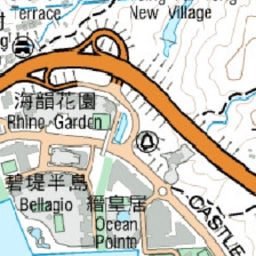 Terrace
New Village
海韻花園
Rhine Garden
碧堤半島
Bellagio
縉皇居
Ocean
Pointe
CASTLE